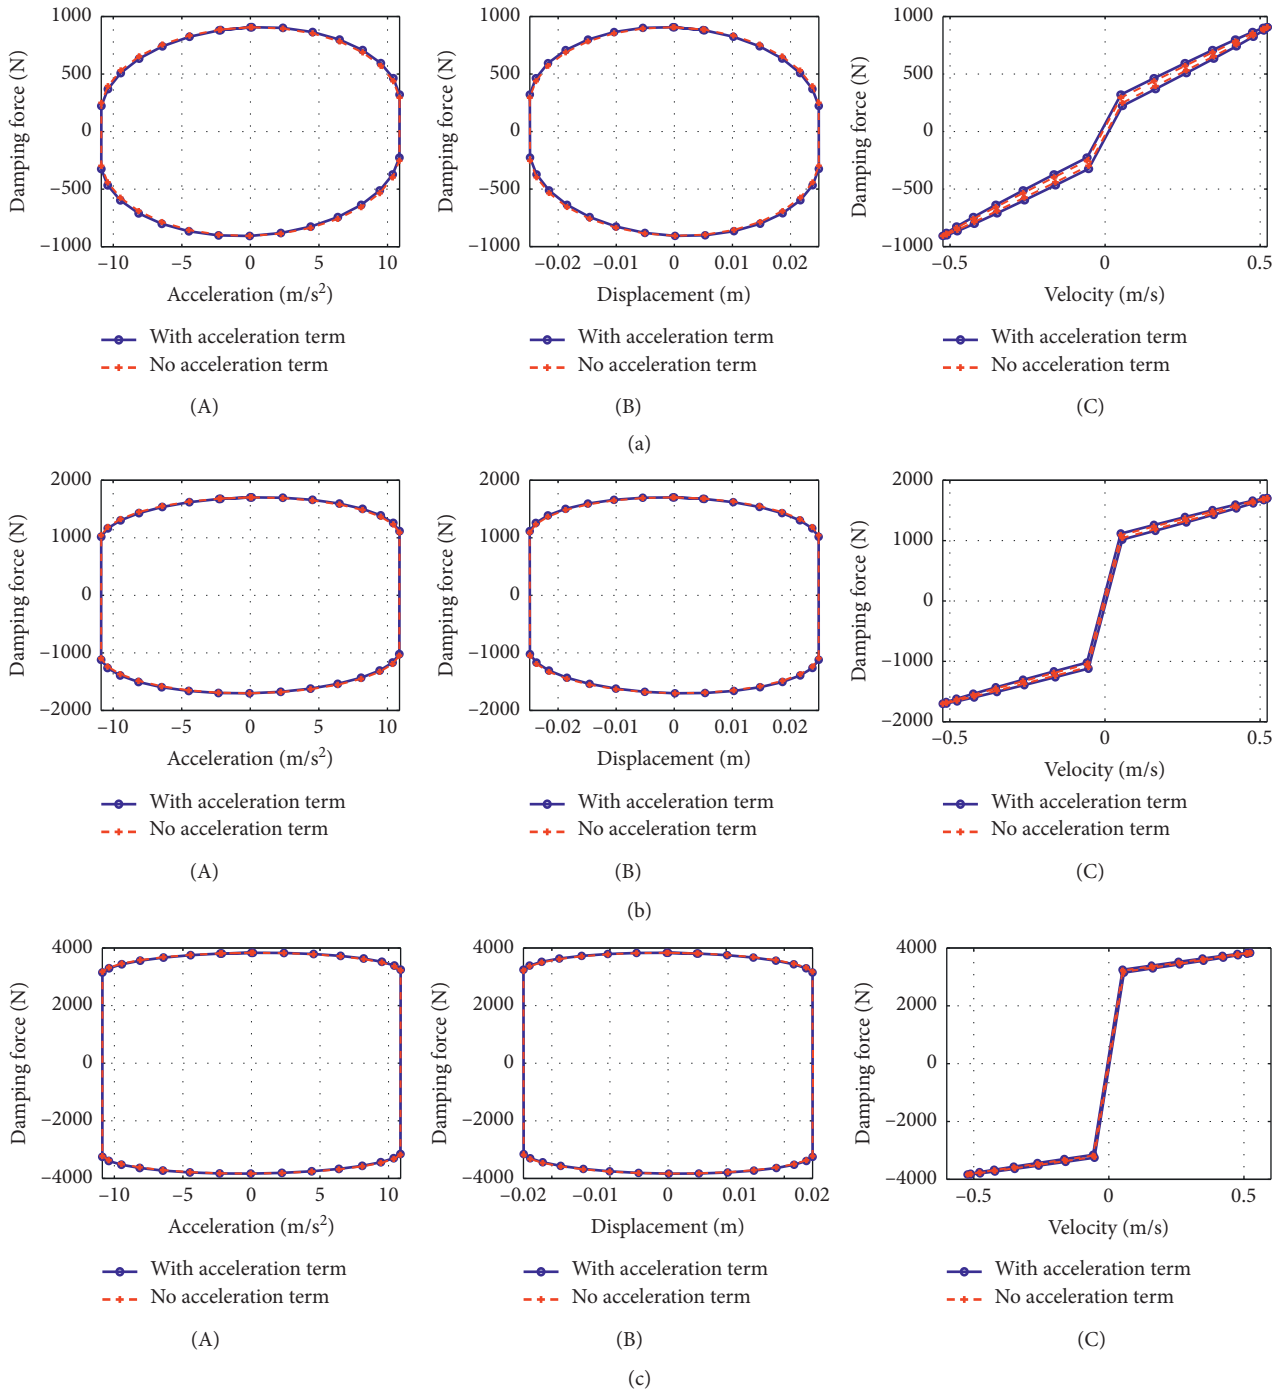 1000
500
0
−500
−1000
Damping force (N)
−10 −5 0 5 10
Acceleration (m/s2)
With acceleration term
No acceleration term
(A)
1000
500
0
−500
−1000
Damping force (N)
−0.02 −0.01 0 0.01 0.02
Displacement (m)
With acceleration term
No acceleration term
(B)
1000
500
0
−500
−1000
Damping force (N)
−0.5 0 0.5
Velocity (m/s)
With acceleration term
No acceleration term
(C)
(a)
2000
1000
0
−1000
−2000
Damping force (N)
−10 −5 0 5 10
Acceleration (m/s2)
With acceleration term
No acceleration term
(A)
2000
1000
0
−1000
−2000
Damping force (N)
−0.02 −0.01 0 0.01 0.02
Displacement (m)
With acceleration term
No acceleration term
(B)
2000
1000
0
−1000
−2000
Damping force (N)
−0.5 0 0.5
Velocity (m/s)
With acceleration term
No acceleration term
(C)
(b)
4000
2000
0
−2000
−4000
Damping force (N)
−10 −5 0 5 10
Acceleration (m/s2)
With acceleration term
No acceleration term
(A)
4000
2000
0
−2000
−4000
Damping force (N)
−0.02 −0.01 0 0.01 0.02
Displacement (m)
With acceleration term
No acceleration term
(B)
4000
2000
0
−2000
−4000
Damping force (N)
−0.5 0 0.5
Velocity (m/s)
With acceleration term
No acceleration term
(C)
(c)